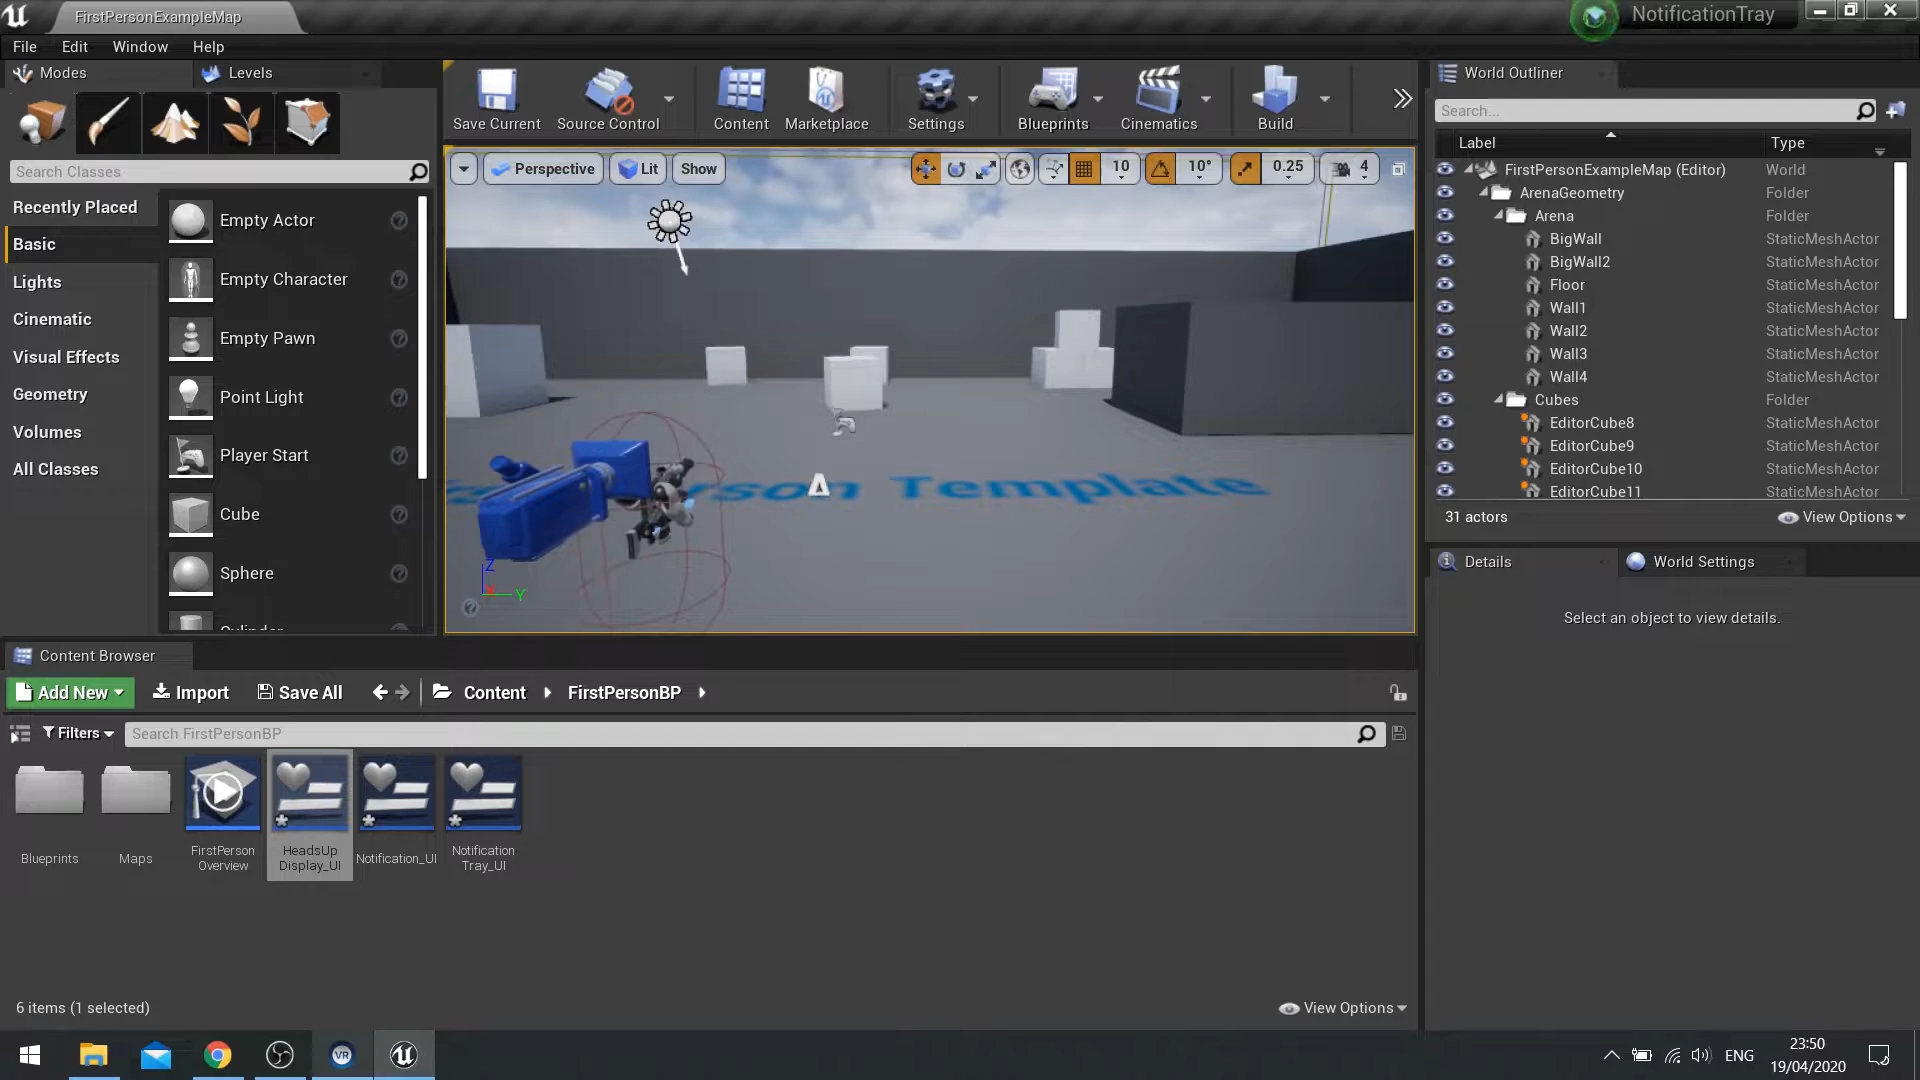 FirstPersonExampleMap
NotificationTray
File
Edit
Window
Help
Modes
Levels
Search Classes
Recently Placed
Basic
Lights
Cinematic
Visual Effects
Geometry
Volumes
All Classes
Empty Actor
Empty Character
Empty Pawn
Point Light
Player Start
Cube
Sphere
Cylinder
Save Current
Source Control
Content
Marketplace
Settings
Blueprints
Cinematics
Build
Perspective
Lit
Show
10
10°
0.25
4
son Template
Z
X
Y
World Outliner
Search...
Label
Type
FirstPersonExampleMap (Editor)
World
ArenaGeometry
Folder
Arena
Folder
BigWall
StaticMeshActor
BigWall2
StaticMeshActor
Floor
StaticMeshActor
Wall1
StaticMeshActor
Wall2
StaticMeshActor
Wall3
StaticMeshActor
Wall4
StaticMeshActor
Cubes
Folder
EditorCube8
StaticMeshActor
EditorCube9
StaticMeshActor
EditorCube10
StaticMeshActor
EditorCube11
StaticMeshActor
31 actors
View Options
Details
World Settings
Select an object to view details.
Content Browser
Add New
Import
Save All
Content
FirstPersonBP
Filters
Search FirstPersonBP
Blueprints
Maps
FirstPerson
Overview
HeadsUp
Display_UI
Notification_UI
Notification
Tray_UI
6 items (1 selected)
View Options
VR
ENG
23:50
19/04/2020